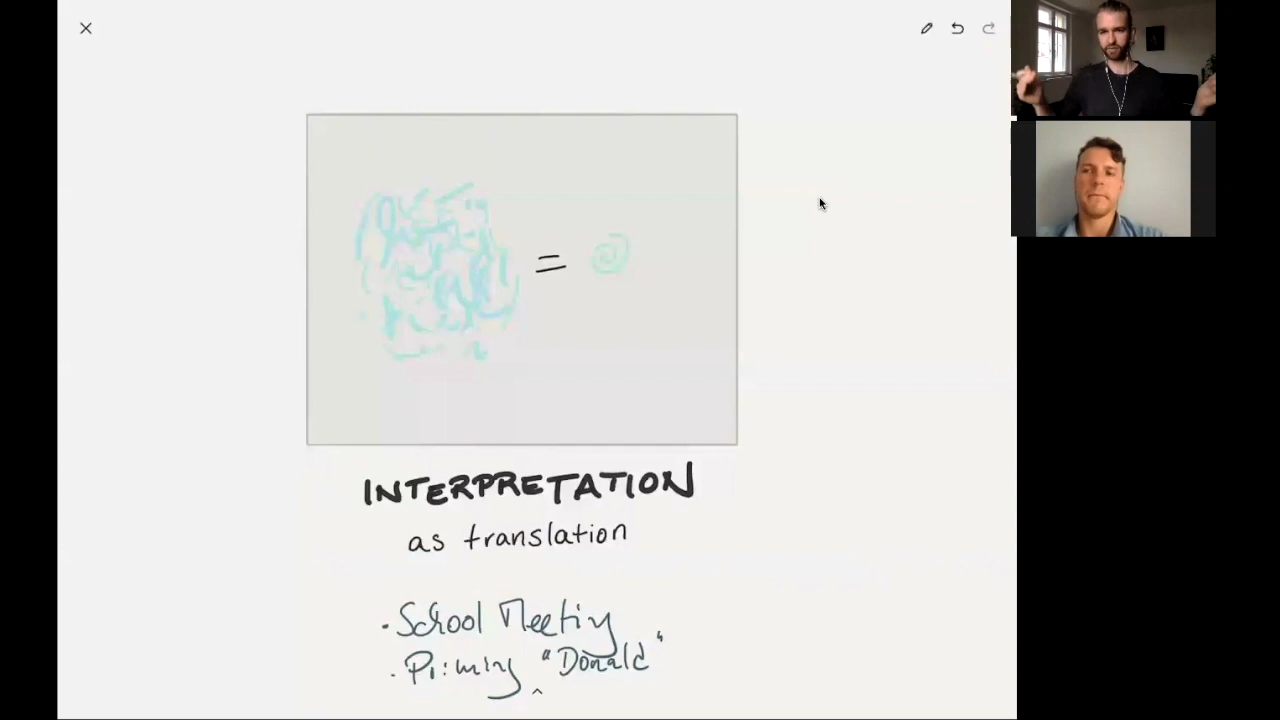 =
INTERPRETATION
as translation
· School Meeting
· Priming "Donald"